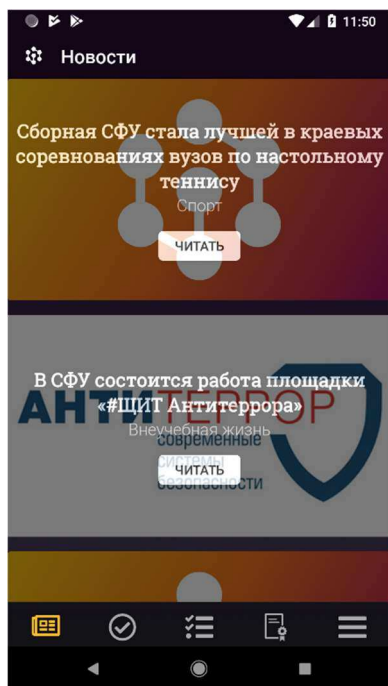 11:50
Новости
Сборная СФУ стала лучшей в краевых
соревнованиях вузов по настольному
теннису
Спорт
ЧИТАТЬ
В СФУ состоится работа площадки
«#ЩИТ Антитеррора»
АНТИТЕРРОР
Внеучебная жизнь
современные
системы
безопасности
ЧИТАТЬ